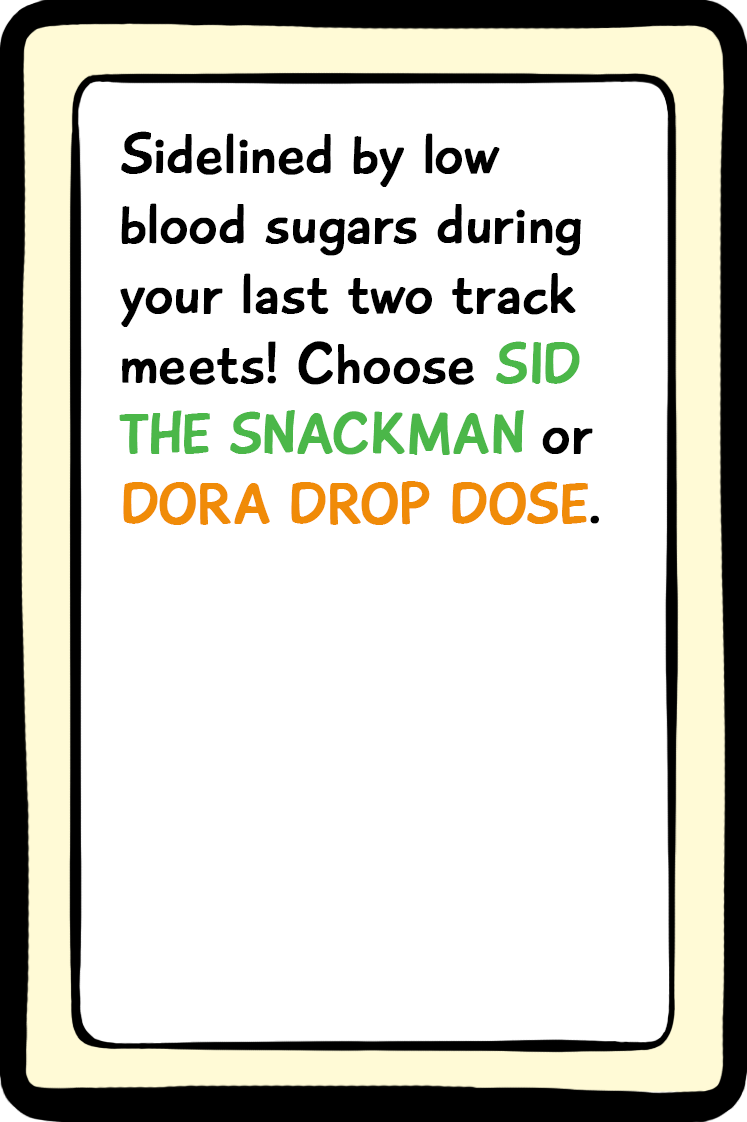 Sidelined by low
blood sugars during
your last two track
meets! Choose SID
THE SNACKMAN or
DORA DROP DOSE.